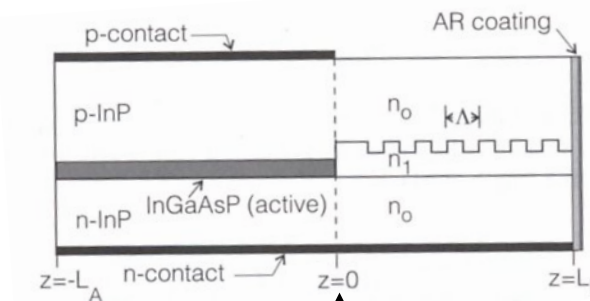 AR coating
p-contact
p-InP
n₀
Λ
n₁
InGaAsP (active)
n-InP
n₀
n-contact
z=-L_A
z=0
z=L